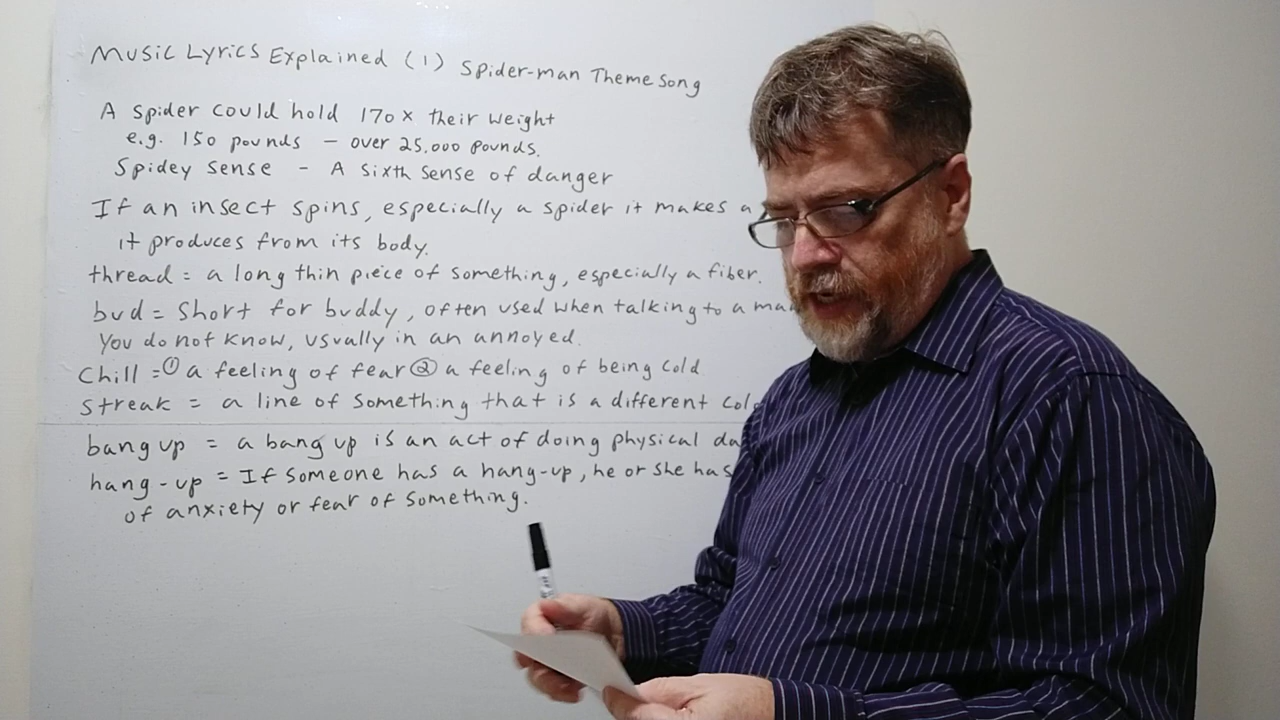 Music Lyrics Explained (1) Spider-man Theme Song
A spider could hold 170 x their weight
e.g. 150 pounds - over 25,000 pounds.
Spidey Sense - A sixth sense of danger
If an insect spins, especially a spider it makes a
it produces from its body.
thread = a long thin piece of something, especially a fiber.
bud = short for buddy, often used when talking to a man
You do not know, usually in an annoyed.
Chill = ① a feeling of fear ② a feeling of being cold
Streak = a line of something that is a different
bang up = a bang up is an act of doing physical
hang-up = If someone has a hang-up, he or she has
of anxiety or fear of something.